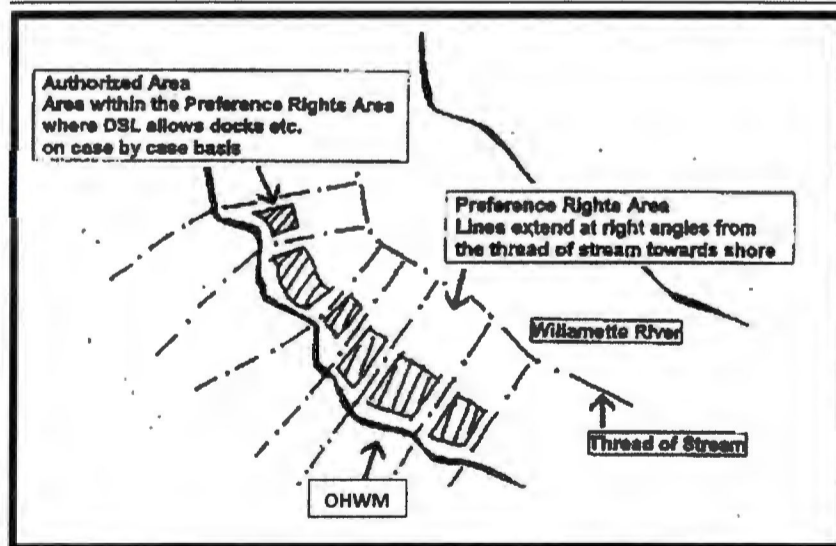 Authorized Area
Area within the Preference Rights Area
where DSL allows docks etc.
on case by case basis
Preference Rights Area
Lines extend at right angles from
the thread of stream towards shore
Willamette River
Thread of Stream
OHWM